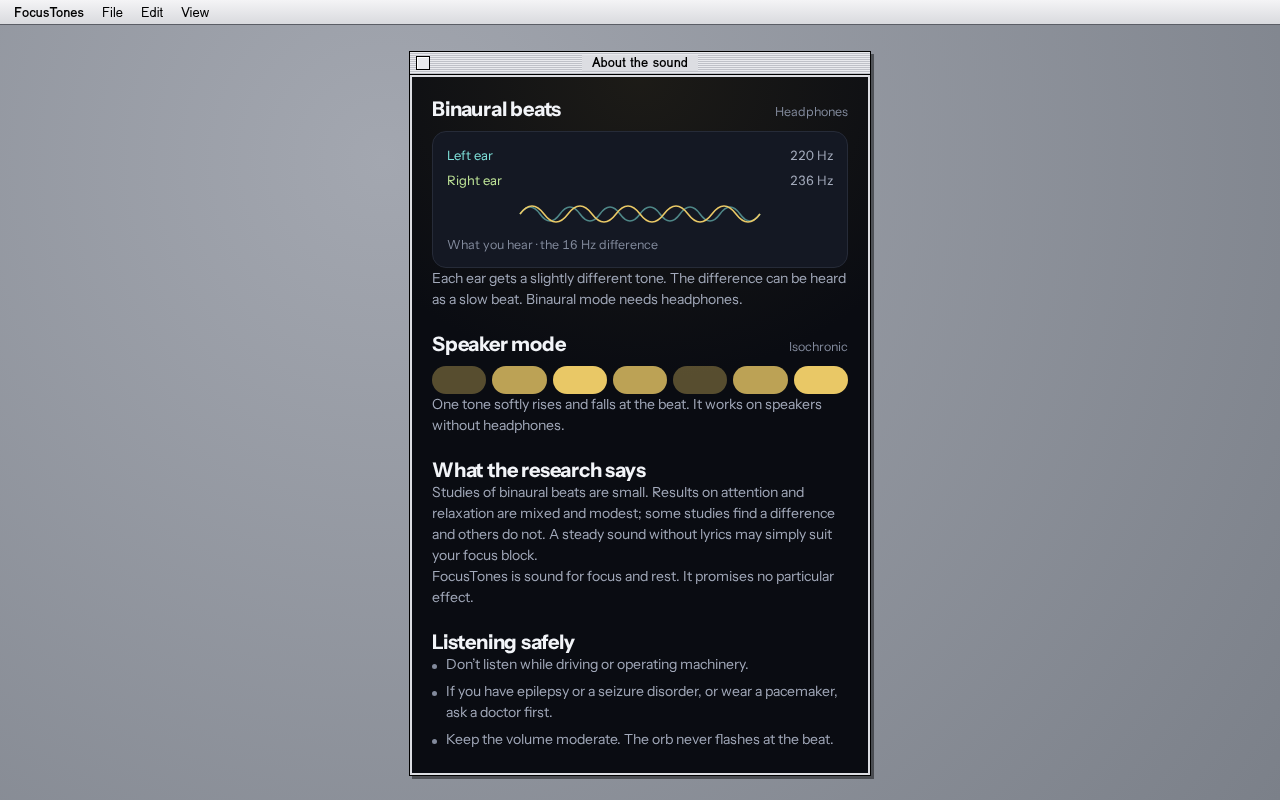 FocusTones File Edit View
About the sound
Binaural beats Headphones
Left ear 220 Hz
Right ear 236 Hz
What you hear · the 16 Hz difference
Each ear gets a slightly different tone. The difference can be heard
as a slow beat. Binaural mode needs headphones.
Speaker mode Isochronic
One tone softly rises and falls at the beat. It works on speakers
without headphones.
What the research says
Studies of binaural beats are small. Results on attention and
relaxation are mixed and modest; some studies find a difference
and others do not. A steady sound without lyrics may simply suit
your focus block.
FocusTones is sound for focus and rest. It promises no particular
effect.
Listening safely
• Don't listen while driving or operating machinery.
• If you have epilepsy or a seizure disorder, or wear a pacemaker,
ask a doctor first.
• Keep the volume moderate. The orb never flashes at the beat.